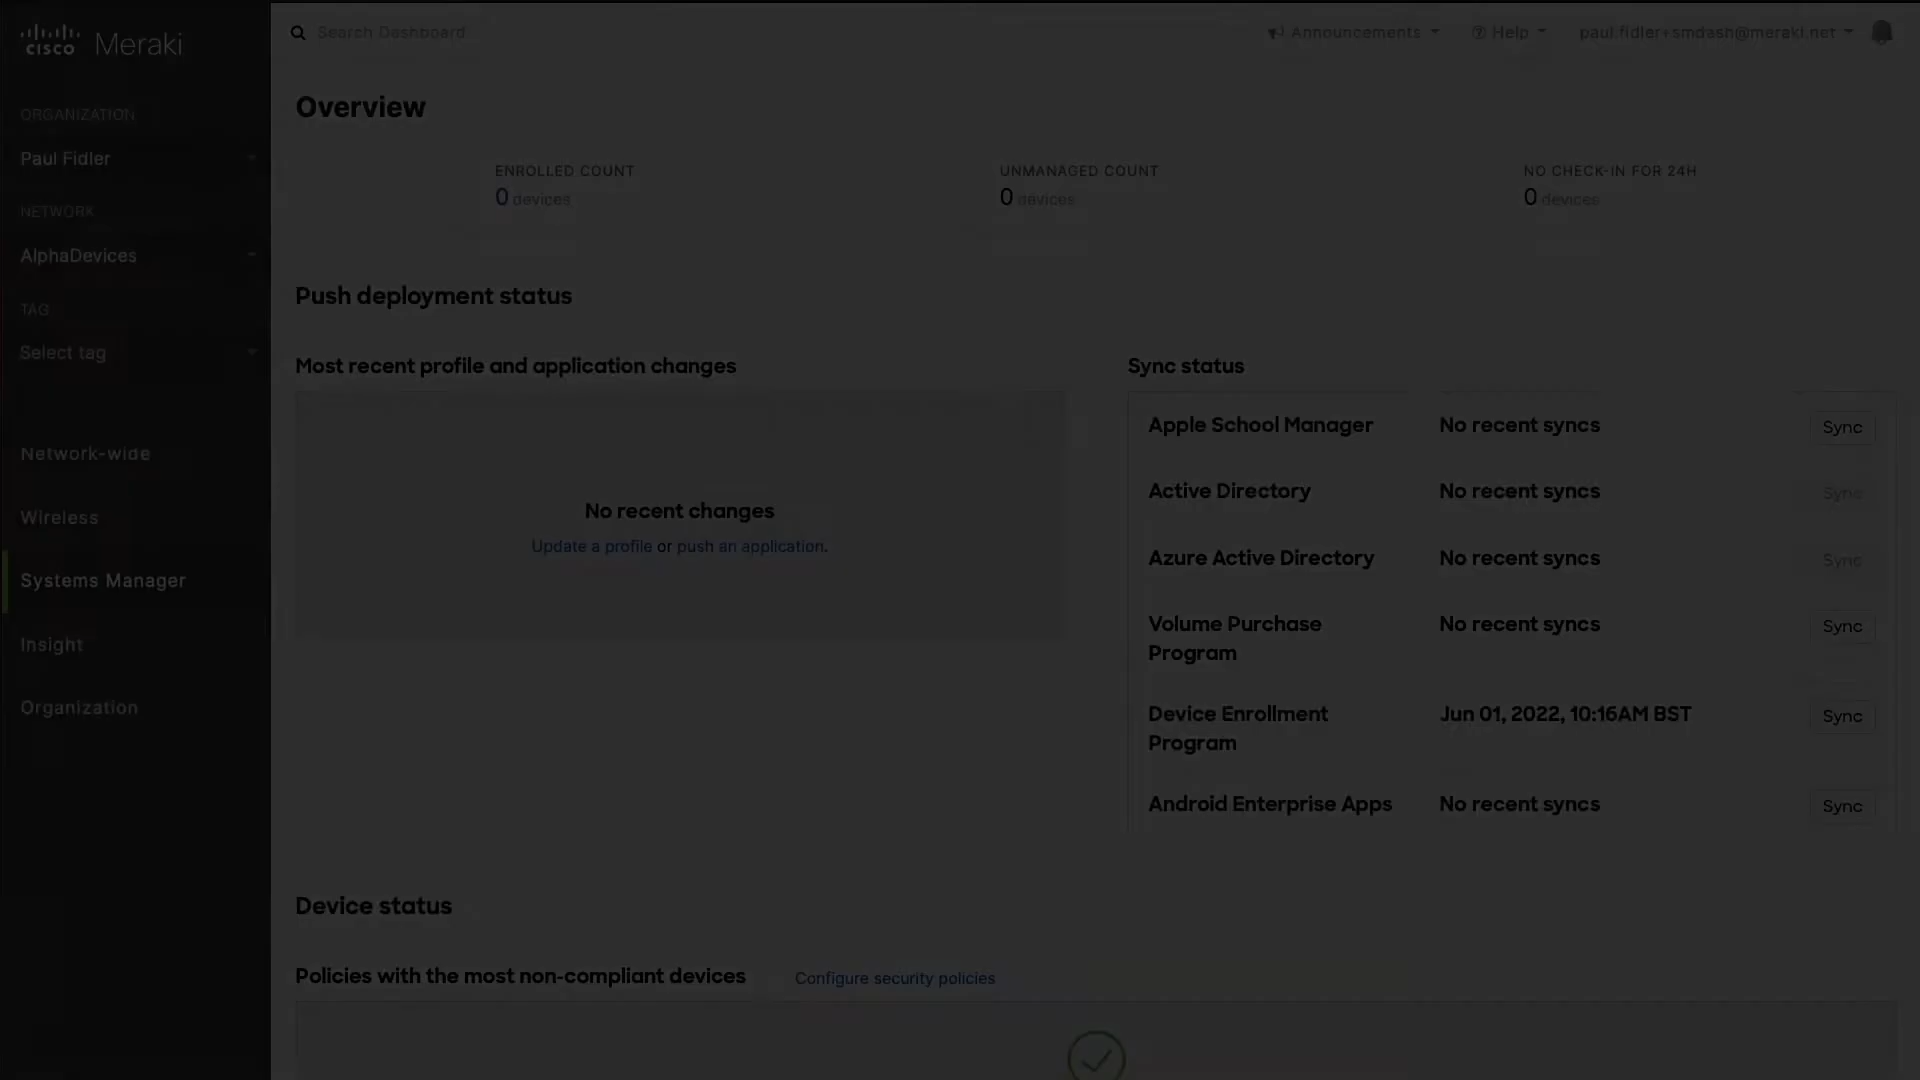 cisco Meraki
Search Dashboard
Announcements
Help
paul.fidler+smdash@meraki.net
ORGANIZATION
Paul Fidler
NETWORK
AlphaDevices
TAG
Select tag
Network-wide
Wireless
Systems Manager
Insight
Organization
Overview
ENROLLED COUNT
0 devices
UNMANAGED COUNT
0 devices
NO CHECK-IN FOR 24H
0 devices
Push deployment status
Most recent profile and application changes
No recent changes
Update a profile or push an application.
Sync status
Apple School Manager
No recent syncs
Sync
Active Directory
No recent syncs
Sync
Azure Active Directory
No recent syncs
Sync
Volume Purchase
Program
No recent syncs
Sync
Device Enrollment
Program
Jun 01, 2022, 10:16AM BST
Sync
Android Enterprise Apps
No recent syncs
Sync
Device status
Policies with the most non-compliant devices
Configure security policies